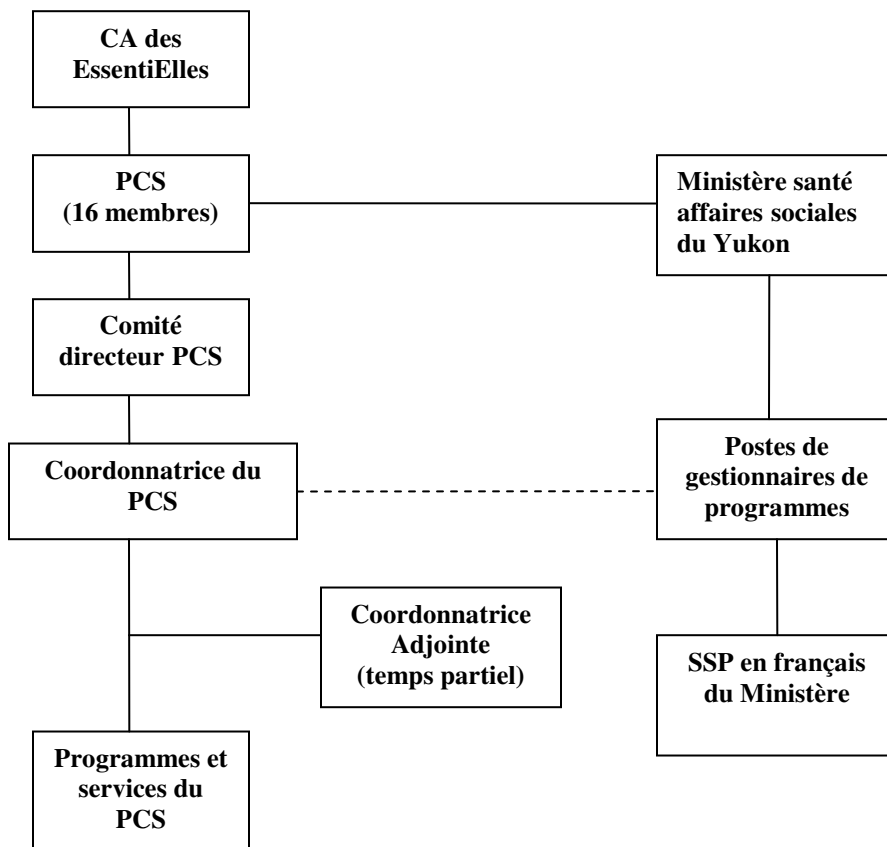 CA des
EssentiElles
PCS
(16 membres)
Ministère santé
affaires sociales
du Yukon
Comité
directeur PCS
Coordonnatrice du
PCS
Postes de
gestionnaires de
programmes
Coordonnatrice
Adjointe
(temps partiel)
SSP en français
du Ministère
Programmes et
services du
PCS